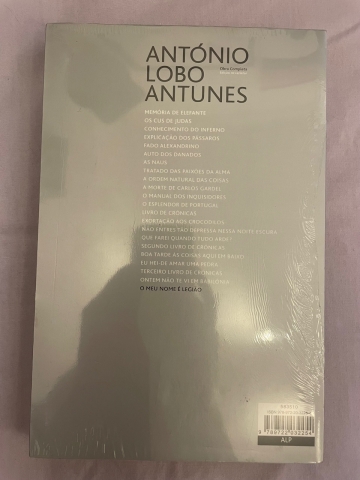 ANTÓNIO
LOBO
Obra Completa
ANTUNES
MEMÓRIA DE ELEFANTE
OS CUS DE JUDAS
CONHECIMENTO DO INFERNO
EXPLICAÇÃO DOS PÁSSAROS
FADO ALEXANDRINO
AUTO DOS DANADOS
AS NAUS
TRATADO DAS PAIXÕES DA ALMA
A ORDEM NATURAL DAS COISAS
A MORTE DE CARLOS GARDEL
O MANUAL DOS INQUISIDORES
O ESPLENDOR DE PORTUGAL
LIVRO DE CRÓNICAS
EXORTAÇÃO AOS CROCODILOS
NÃO ENTRES TÃO DEPRESSA NESSA NOITE ESCURA
QUE FAREI QUANDO TUDO ARDE?
SEGUNDO LIVRO DE CRÓNICAS
BOA TARDE ÀS COISAS AQUI EM BAIXO
EU HEI-DE AMAR UMA PEDRA
TERCEIRO LIVRO DE CRÓNICAS
ONTEM NÃO TE VI EM BABILÓNIA
O MEU NOME É LEGIÃO
ALP